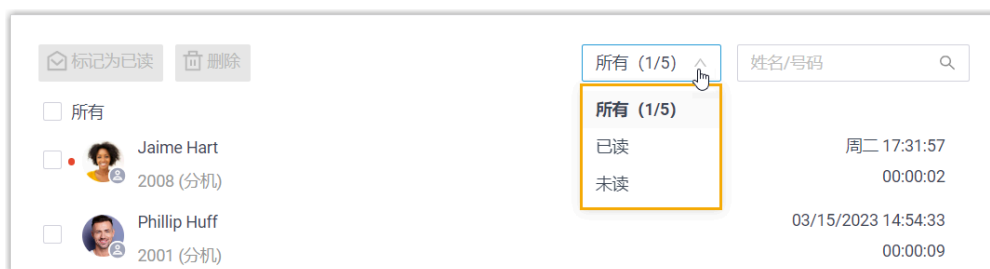 标记为已读 删除 所有 (1/5) 姓名/号码
所有 所有 (1/5)
Jaime Hart 已读 周二 17:31:57
2008 (分机) 未读 00:00:02
Phillip Huff 03/15/2023 14:54:33
2001 (分机) 00:00:09